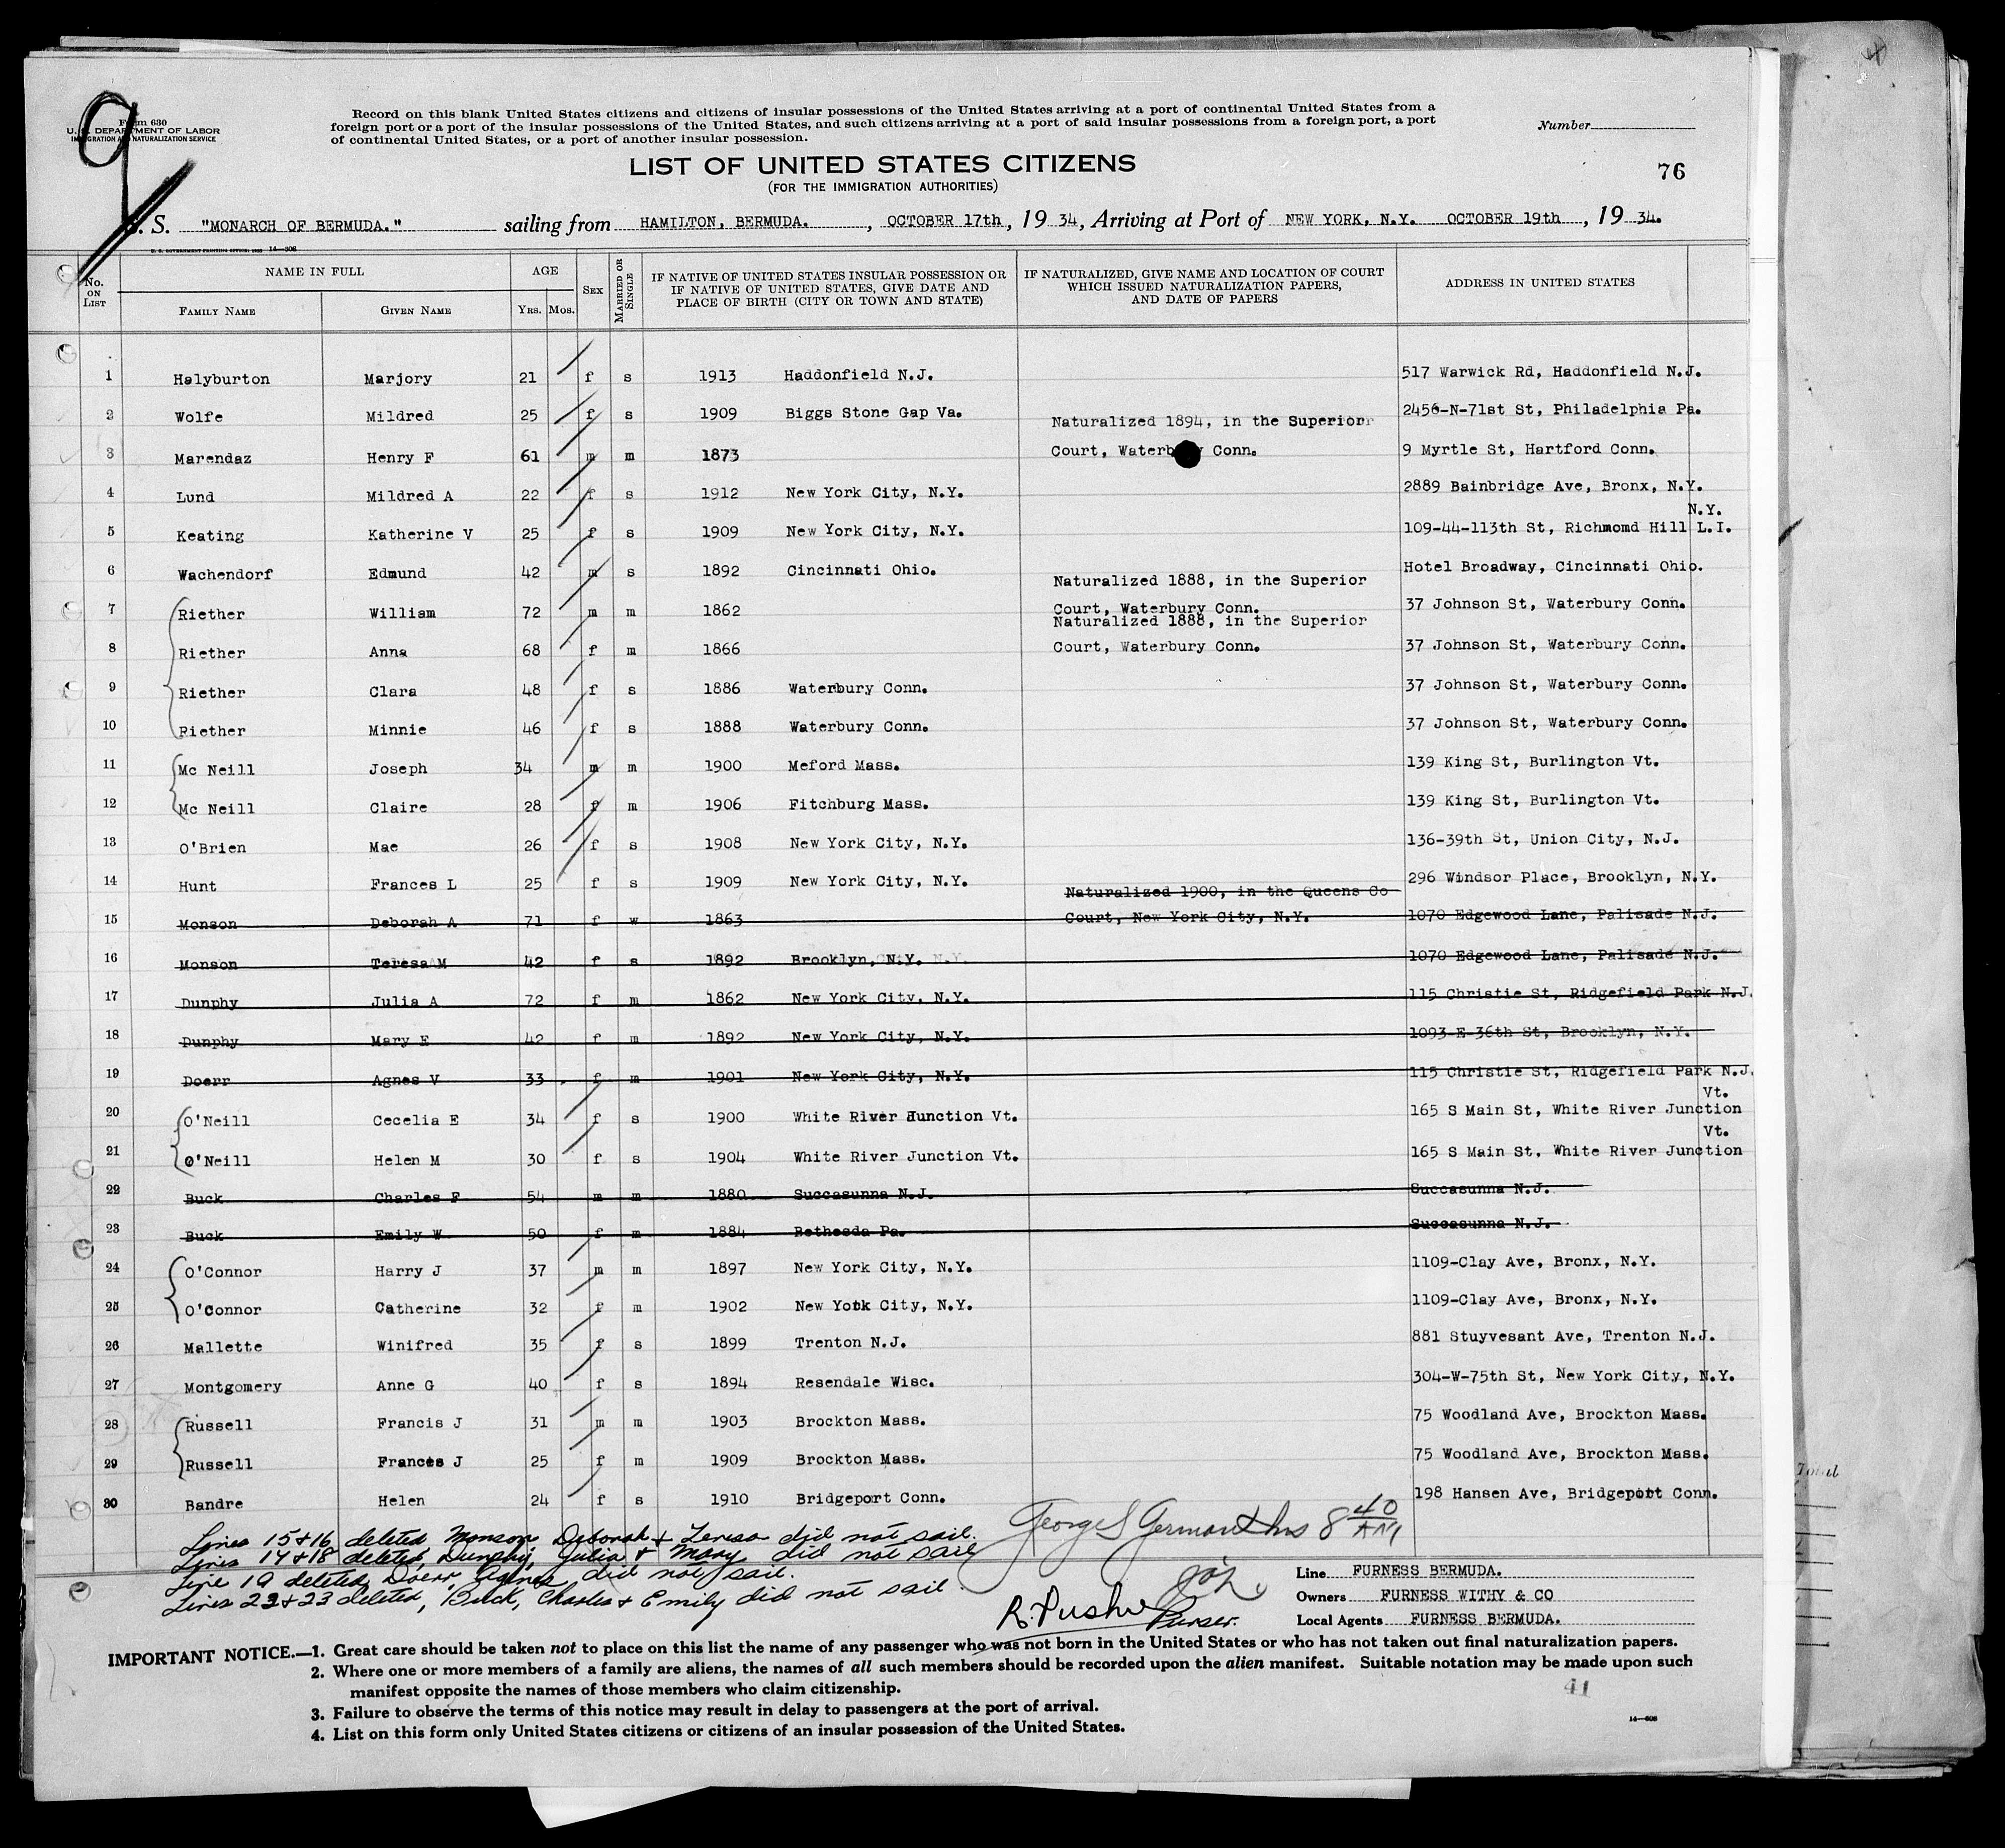 9
Form 630
U. S. DEPARTMENT OF LABOR
IMMIGRATION AND NATURALIZATION SERVICE
Record on this blank United States citizens and citizens of insular possessions of the United States arriving at a port of continental United States from a
foreign port or a port of the insular possessions of the United States, and such citizens arriving at a port of said insular possessions from a foreign port, a port
of continental United States, or a port of another insular possession.
Number
LIST OF UNITED STATES CITIZENS
(FOR THE IMMIGRATION AUTHORITIES)
76
S. S. "MONARCH OF BERMUDA." sailing from HAMILTON, BERMUDA. , OCTOBER 17th, 19 34, Arriving at Port of NEW YORK, N.Y. OCTOBER 19th, 19 34.
No. ON LIST NAME IN FULL FAMILY NAME GIVEN NAME AGE YRS. MOS. SEX MARRIED OR SINGLE IF NATIVE OF UNITED STATES INSULAR POSSESSION OR IF NATIVE OF UNITED STATES, GIVE DATE AND PLACE OF BIRTH (CITY OR TOWN AND STATE) IF NATURALIZED, GIVE NAME AND LOCATION OF COURT WHICH ISSUED NATURALIZATION PAPERS, AND DATE OF PAPERS ADDRESS IN UNITED STATES
1 Halyburton Marjory 21 f s 1913 Haddonfield N.J. 517 Warwick Rd, Haddonfield N.J.
2 Wolfe Mildred 25 f s 1909 Biggs Stone Gap Va. 2456-N-71st St, Philadelphia Pa.
Naturalized 1894, in the Superior
3 Marendaz Henry F 61 m m 1873 Court, Waterbury Conn. 9 Myrtle St, Hartford Conn.
4 Lund Mildred A 22 f s 1912 New York City, N.Y. 2889 Bainbridge Ave, Bronx, N.Y.
N.Y.
5 Keating Katherine V 25 f s 1909 New York City, N.Y. 109-44-113th St, Richmomd Hill L.I.
6 Wachendorf Edmund 42 m s 1892 Cincinnati Ohio. Hotel Broadway, Cincinnati Ohio.
Naturalized 1888, in the Superior
7 Riether William 72 m m 1862 Court, Waterbury Conn. 37 Johnson St, Waterbury Conn.
Naturalized 1888, in the Superior
8 Riether Anna 68 f m 1866 Court, Waterbury Conn. 37 Johnson St, Waterbury Conn.
9 Riether Clara 48 f s 1886 Waterbury Conn. 37 Johnson St, Waterbury Conn.
10 Riether Minnie 46 f s 1888 Waterbury Conn. 37 Johnson St, Waterbury Conn.
11 Mc Neill Joseph 34 m m 1900 Meford Mass. 139 King St, Burlington Vt.
12 Mc Neill Claire 28 f m 1906 Fitchburg Mass. 139 King St, Burlington Vt.
13 O'Brien Mae 26 f s 1908 New York City, N.Y. 136-39th St, Union City, N.J.
14 Hunt Frances L 25 f s 1909 New York City, N.Y. 296 Windsor Place, Brooklyn, N.Y.
Naturalized 1900, in the Queens Co
15 Monson Deborah A 71 f w 1863 Court, New York City, N.Y. 1070 Edgewood Lane, Palisade N.J.
16 Monson Teresa M 42 f s 1892 Brooklyn, N.Y. 1070 Edgewood Lane, Palisade N.J.
17 Dunphy Julia A 72 f m 1862 New York City, N.Y. 115 Christie St, Ridgefield Park N.J.
18 Dunphy Mary E 42 f m 1892 New York City, N.Y. 1093-E-36th St, Brooklyn, N.Y.
19 Doerr Agnes V 33 f m 1901 New York City, N.Y. 115 Christie St, Ridgefield Park N.J.
Vt.
20 O'Neill Cecelia E 34 f s 1900 White River Junction Vt. 165 S Main St, White River Junction
Vt.
21 O'Neill Helen M 30 f s 1904 White River Junction Vt. 165 S Main St, White River Junction
22 Buck Charles F 54 m m 1880 Succasunna N.J. Succasunna N.J.
23 Buck Emily W 50 f m 1884 Bethesda Pa. Succasunna N.J.
24 O'Connor Harry J 37 m m 1897 New York City, N.Y. 1109-Clay Ave, Bronx, N.Y.
25 O'Connor Catherine 32 f m 1902 New York City, N.Y. 1109-Clay Ave, Bronx, N.Y.
26 Mallette Winifred 35 f s 1899 Trenton N.J. 881 Stuyvesant Ave, Trenton N.J.
27 Montgomery Anne G 40 f s 1894 Resendale Wisc. 304-W-75th St, New York City, N.Y.
28 Russell Francis J 31 m m 1903 Brockton Mass. 75 Woodland Ave, Brockton Mass.
29 Russell Frances J 25 f m 1909 Brockton Mass. 75 Woodland Ave, Brockton Mass.
30 Bandre Helen 24 f s 1910 Bridgeport Conn. 198 Hansen Ave, Bridgeport Conn.
Total
Lines 15 & 16 deleted, Monson, Deborah & Teresa did not sail.
Lines 17 & 18 deleted, Dunphy, Julia & Mary did not sail
Line 19 deleted, Doerr, Agnes did not sail.
Lines 22 & 23 deleted, Buck, Charles & Emily did not sail.
George S 8 40 AM
Purser.
Line FURNESS BERMUDA.
Owners FURNESS WITHY & CO
Local Agents FURNESS BERMUDA.
IMPORTANT NOTICE.—1. Great care should be taken not to place on this list the name of any passenger who was not born in the United States or who has not taken out final naturalization papers.
2. Where one or more members of a family are aliens, the names of all such members should be recorded upon the alien manifest. Suitable notation may be made upon such
manifest opposite the names of those members who claim citizenship.
3. Failure to observe the terms of this notice may result in delay to passengers at the port of arrival.
4. List on this form only United States citizens or citizens of an insular possession of the United States.
41
14—608